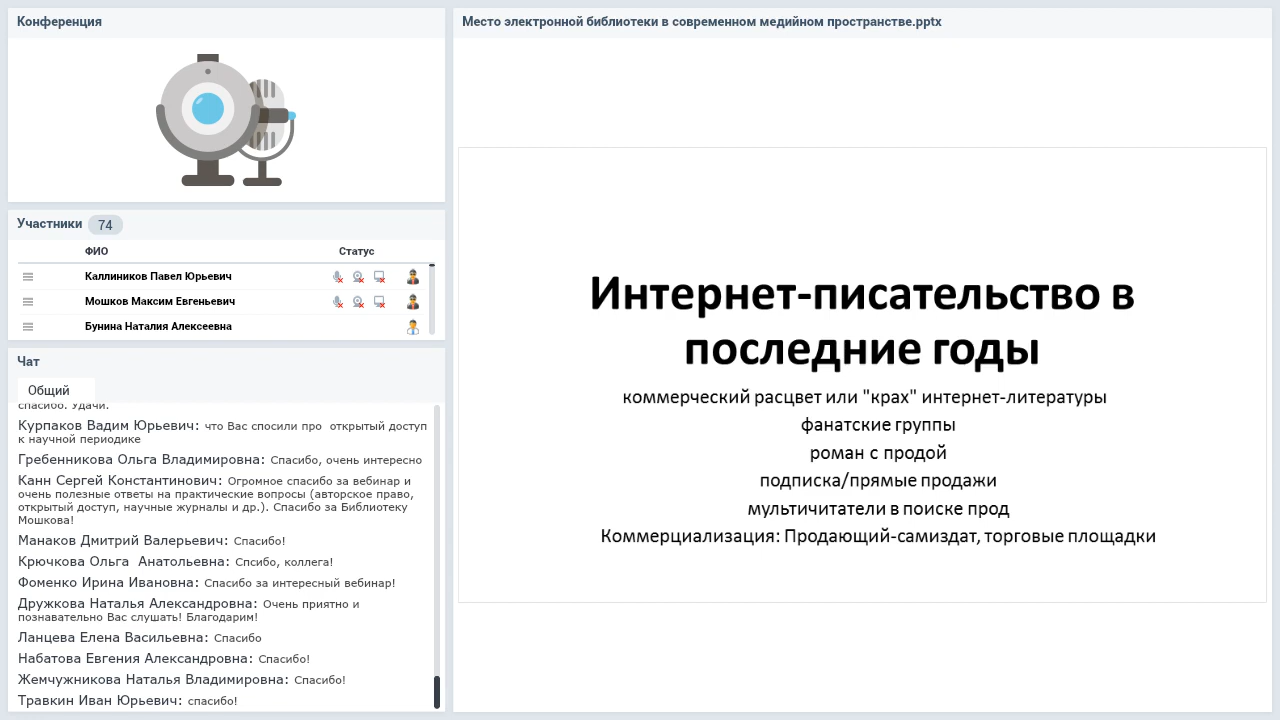 Конференция
Участники 74
ФИО Статус
Каллиников Павел Юрьевич
Мошков Максим Евгеньевич
Бунина Наталия Алексеевна
Чат
Общий
спасибо. Удачи.
Курпаков Вадим Юрьевич: что Вас спосили про открытый доступ
к научной периодике
Гребенникова Ольга Владимировна: Спасибо, очень интересно
Канн Сергей Константинович: Огромное спасибо за вебинар и
очень полезные ответы на практические вопросы (авторское право,
открытый доступ, научные журналы и др.). Спасибо за Библиотеку
Мошкова!
Манаков Дмитрий Валерьевич: Спасибо!
Крючкова Ольга Анатольевна: Спсибо, коллега!
Фоменко Ирина Ивановна: Спасибо за интересный вебинар!
Дружкова Наталья Александровна: Очень приятно и
познавательно Вас слушать! Благодарим!
Ланцева Елена Васильевна: Спасибо
Набатова Евгения Александровна: Спасибо!
Жемчужникова Наталья Владимировна: Спасибо!
Травкин Иван Юрьевич: спасибо!
Место электронной библиотеки в современном медийном пространстве.pptx
Интернет-писательство в
последние годы
коммерческий расцвет или "крах" интернет-литературы
фанатские группы
роман с продой
подписка/прямые продажи
мультичитатели в поиске прод
Коммерциализация: Продающий-самиздат, торговые площадки